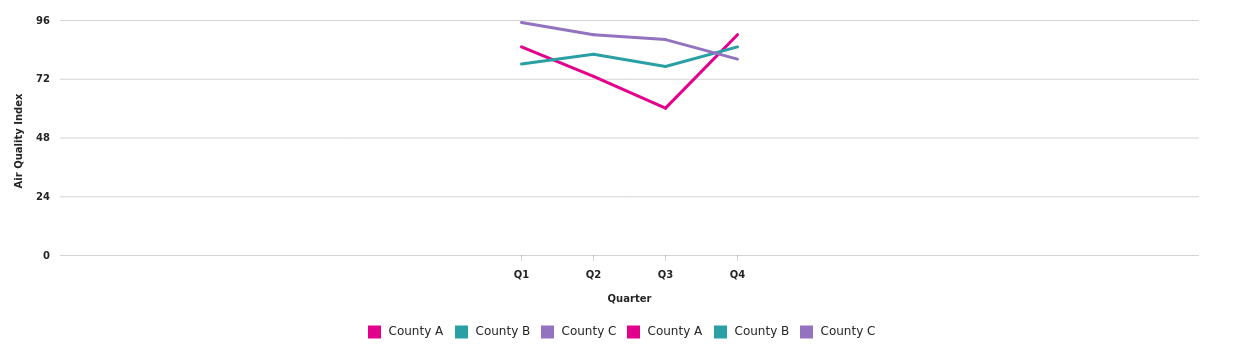 96
72
48
24
0
Air Quality Index
Q1 Q2 Q3 Q4
Quarter
County A County B County C County A County B County C